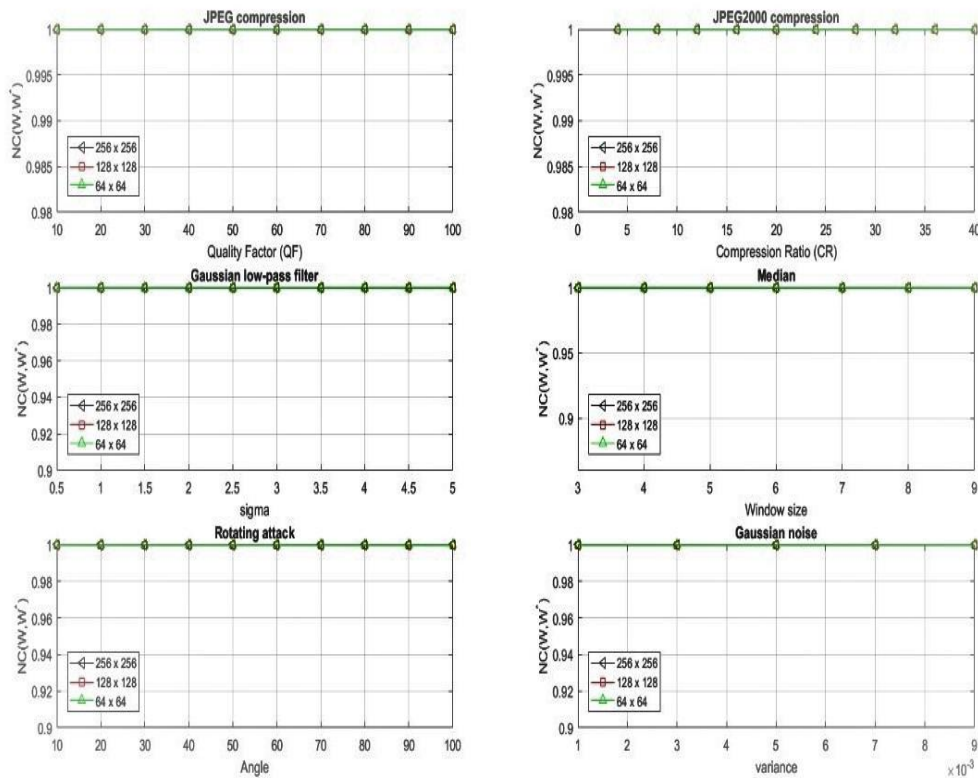 JPEG compression
1
0.995
0.99
0.985
0.98
NC(W,W*)
256 x 256
128 x 128
64 x 64
10 20 30 40 50 60 70 80 90 100
Quality Factor (QF)
JPEG2000 compression
1
0.995
0.99
0.985
0.98
NC(W,W*)
256 x 256
128 x 128
64 x 64
0 5 10 15 20 25 30 35 40
Compression Ratio (CR)
Gaussian low-pass filter
1
0.98
0.96
0.94
0.92
0.9
NC(W,W*)
256 x 256
128 x 128
64 x 64
0.5 1 1.5 2 2.5 3 3.5 4 4.5 5
sigma
Median
1
0.95
0.9
NC(W,W*)
256 x 256
128 x 128
64 x 64
3 4 5 6 7 8 9
Window size
Rotating attack
1
0.98
0.96
0.94
0.92
0.9
NC(W,W*)
256 x 256
128 x 128
64 x 64
10 20 30 40 50 60 70 80 90 100
Angle
Gaussian noise
1
0.98
0.96
0.94
0.92
0.9
NC(W,W*)
256 x 256
128 x 128
64 x 64
1 2 3 4 5 6 7 8 9
variance
×10⁻³